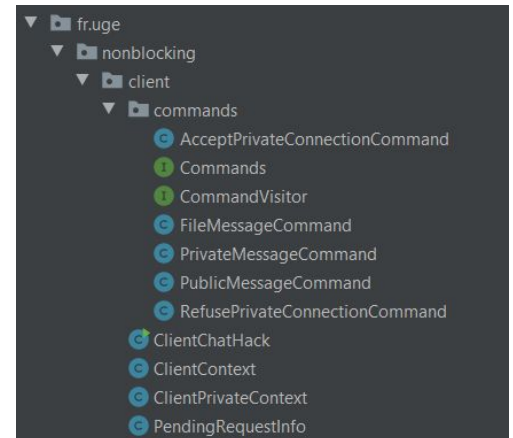 fr.uge
nonblocking
client
commands
C AcceptPrivateConnectionCommand
I Commands
I CommandVisitor
C FileMessageCommand
C PrivateMessageCommand
C PublicMessageCommand
C RefusePrivateConnectionCommand
C ClientChatHack
C ClientContext
C ClientPrivateContext
C PendingRequestInfo